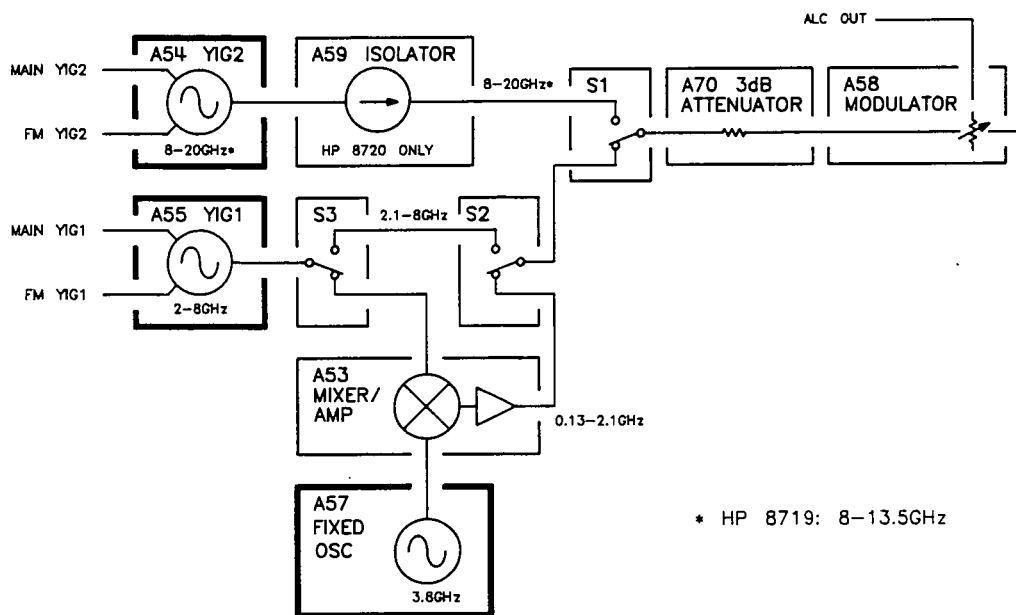 ALC OUT
A54 YIG2
A59 ISOLATOR
MAIN YIG2
8-20GHz*
S1
A70 3dB
ATTENUATOR
A58
MODULATOR
FM YIG2
8-20GHz*
HP 8720 ONLY
A55 YIG1
S3
2.1-8GHz
S2
MAIN YIG1
FM YIG1
2-8GHz
A53
MIXER/
AMP
0.13-2.1GHz
A57
FIXED
OSC
3.8GHz
* HP 8719: 8-13.5GHz